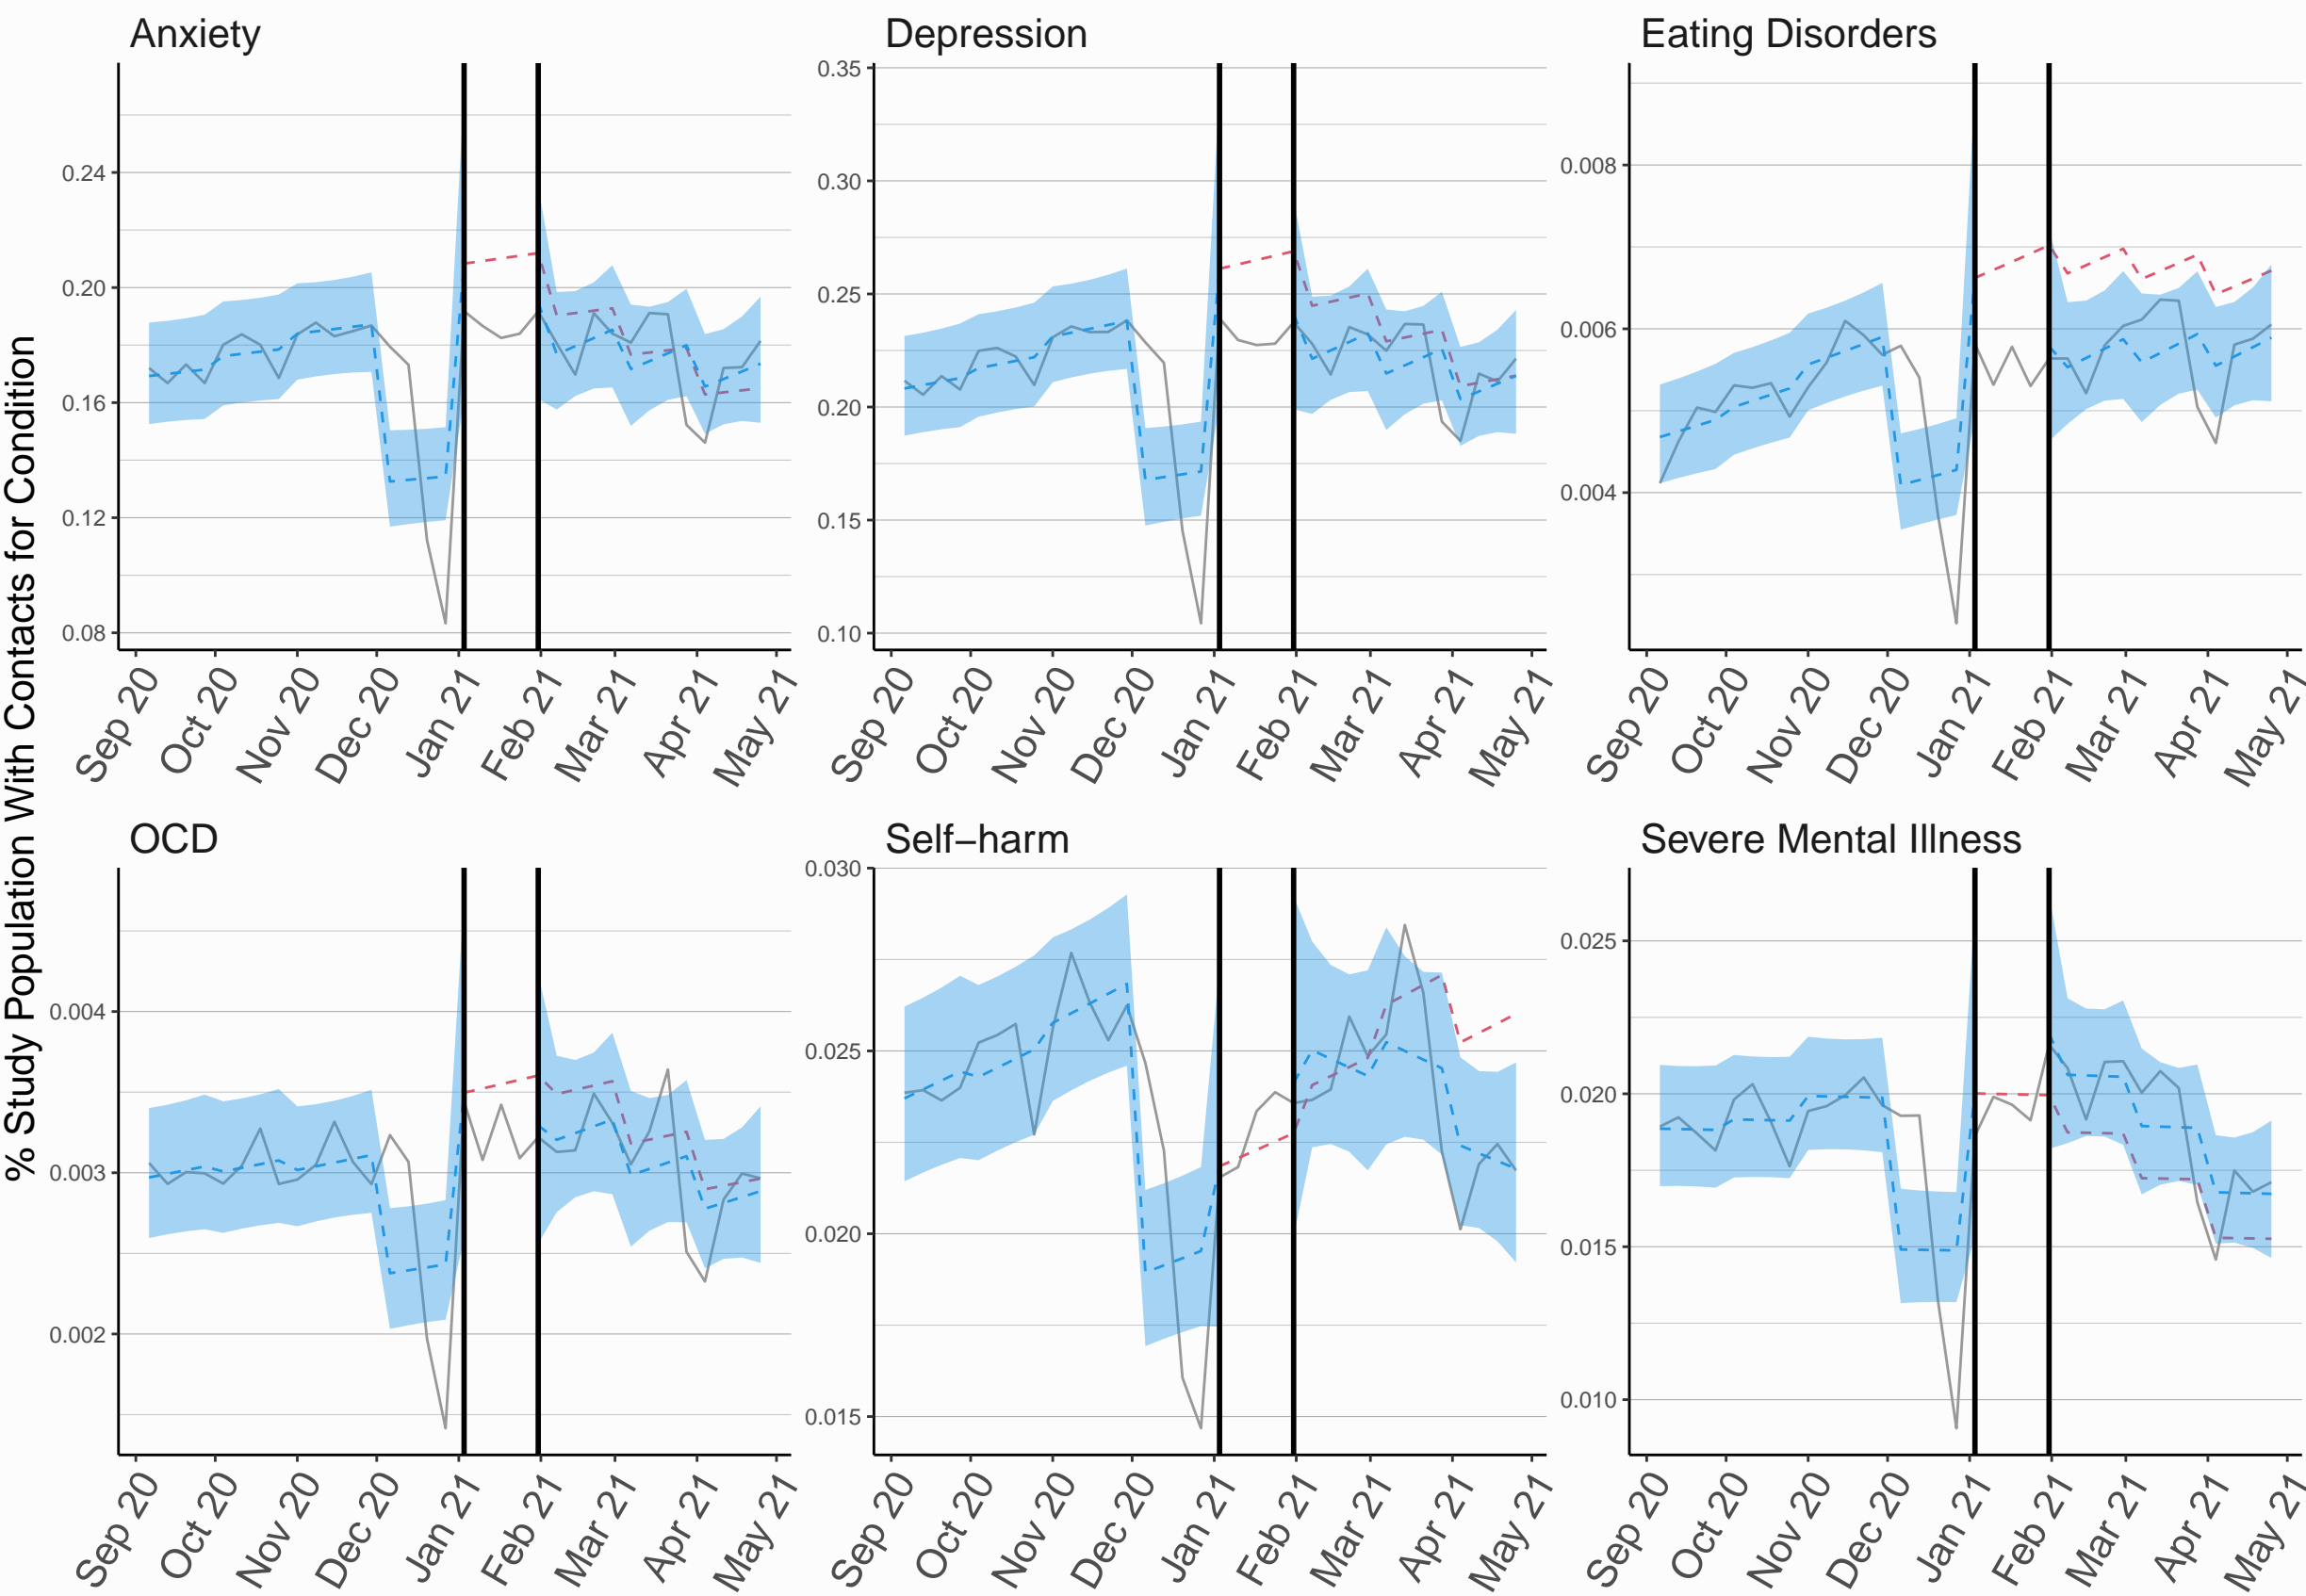 % Study Population With Contacts for Condition
Anxiety
0.24
0.20
0.16
0.12
0.08
Sep 20
Oct 20
Nov 20
Dec 20
Jan 21
Feb 21
Mar 21
Apr 21
May 21
Depression
0.35
0.30
0.25
0.20
0.15
0.10
Sep 20
Oct 20
Nov 20
Dec 20
Jan 21
Feb 21
Mar 21
Apr 21
May 21
Eating Disorders
0.008
0.006
0.004
Sep 20
Oct 20
Nov 20
Dec 20
Jan 21
Feb 21
Mar 21
Apr 21
May 21
OCD
0.004
0.003
0.002
Sep 20
Oct 20
Nov 20
Dec 20
Jan 21
Feb 21
Mar 21
Apr 21
May 21
Self−harm
0.030
0.025
0.020
0.015
Sep 20
Oct 20
Nov 20
Dec 20
Jan 21
Feb 21
Mar 21
Apr 21
May 21
Severe Mental Illness
0.025
0.020
0.015
0.010
Sep 20
Oct 20
Nov 20
Dec 20
Jan 21
Feb 21
Mar 21
Apr 21
May 21